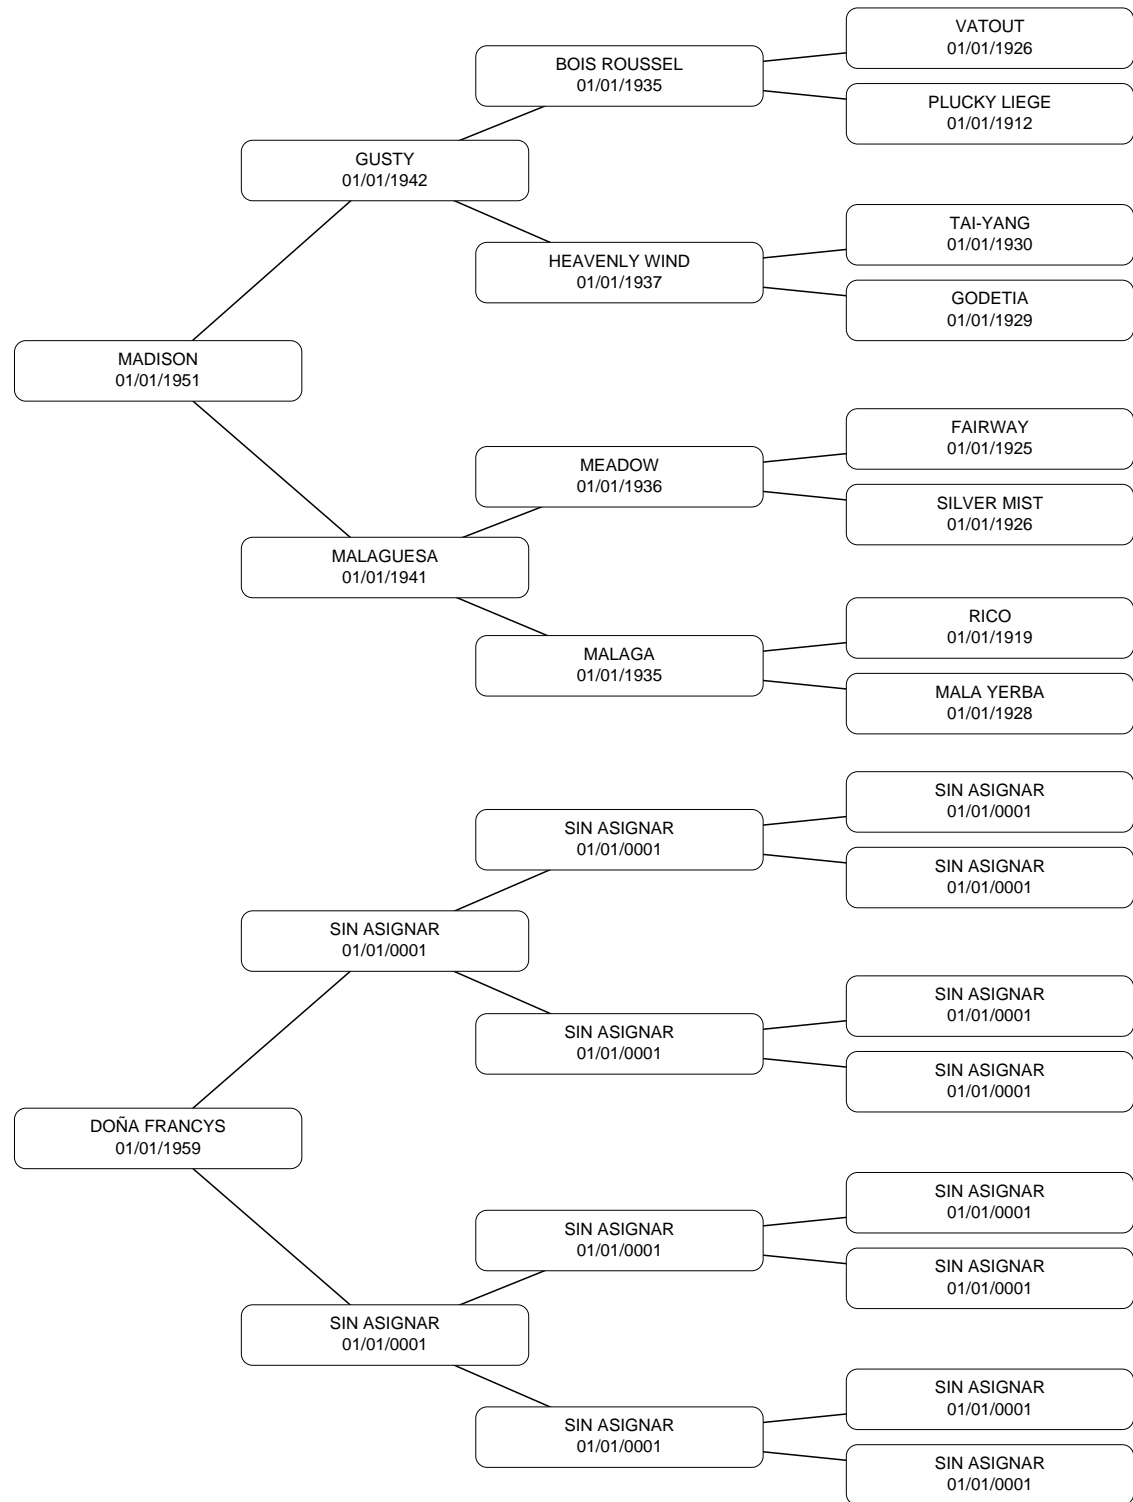 VATOUT
01/01/1926
BOIS ROUSSEL
01/01/1935
PLUCKY LIEGE
01/01/1912
GUSTY
01/01/1942
TAI-YANG
01/01/1930
HEAVENLY WIND
01/01/1937
GODETIA
01/01/1929
MADISON
01/01/1951
FAIRWAY
01/01/1925
MEADOW
01/01/1936
SILVER MIST
01/01/1926
MALAGUESA
01/01/1941
RICO
01/01/1919
MALAGA
01/01/1935
MALA YERBA
01/01/1928
SIN ASIGNAR
01/01/0001
SIN ASIGNAR
01/01/0001
SIN ASIGNAR
01/01/0001
SIN ASIGNAR
01/01/0001
SIN ASIGNAR
01/01/0001
SIN ASIGNAR
01/01/0001
SIN ASIGNAR
01/01/0001
DOÑA FRANCYS
01/01/1959
SIN ASIGNAR
01/01/0001
SIN ASIGNAR
01/01/0001
SIN ASIGNAR
01/01/0001
SIN ASIGNAR
01/01/0001
SIN ASIGNAR
01/01/0001
SIN ASIGNAR
01/01/0001
SIN ASIGNAR
01/01/0001